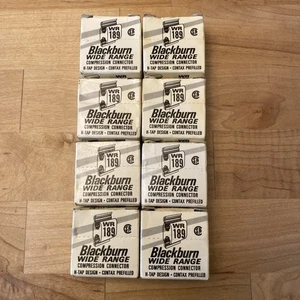 WR
189
Blackburn
WIDE RANGE
COMPRESSION CONNECTOR
H-TAP DESIGN • CONTAX PREFILLED
WR
189
Blackburn
WIDE RANGE
COMPRESSION CONNECTOR
H-TAP DESIGN • CONTAX PREFILLED
WR
189
Blackburn
WIDE RANGE
COMPRESSION CONNECTOR
H-TAP DESIGN • CONTAX PREFILLED
WR
189
Blackburn
WIDE RANGE
COMPRESSION CONNECTOR
H-TAP DESIGN • CONTAX PREFILLED
WR
189
Blackburn
WIDE RANGE
COMPRESSION CONNECTOR
H-TAP DESIGN • CONTAX PREFILLED
WR
189
Blackburn
WIDE RANGE
COMPRESSION CONNECTOR
H-TAP DESIGN • CONTAX PREFILLED
WR
189
Blackburn
WIDE RANGE
COMPRESSION CONNECTOR
H-TAP DESIGN • CONTAX PREFILLED
WR
189
Blackburn
WIDE RANGE
COMPRESSION CONNECTOR
H-TAP DESIGN • CONTAX PREFILLED